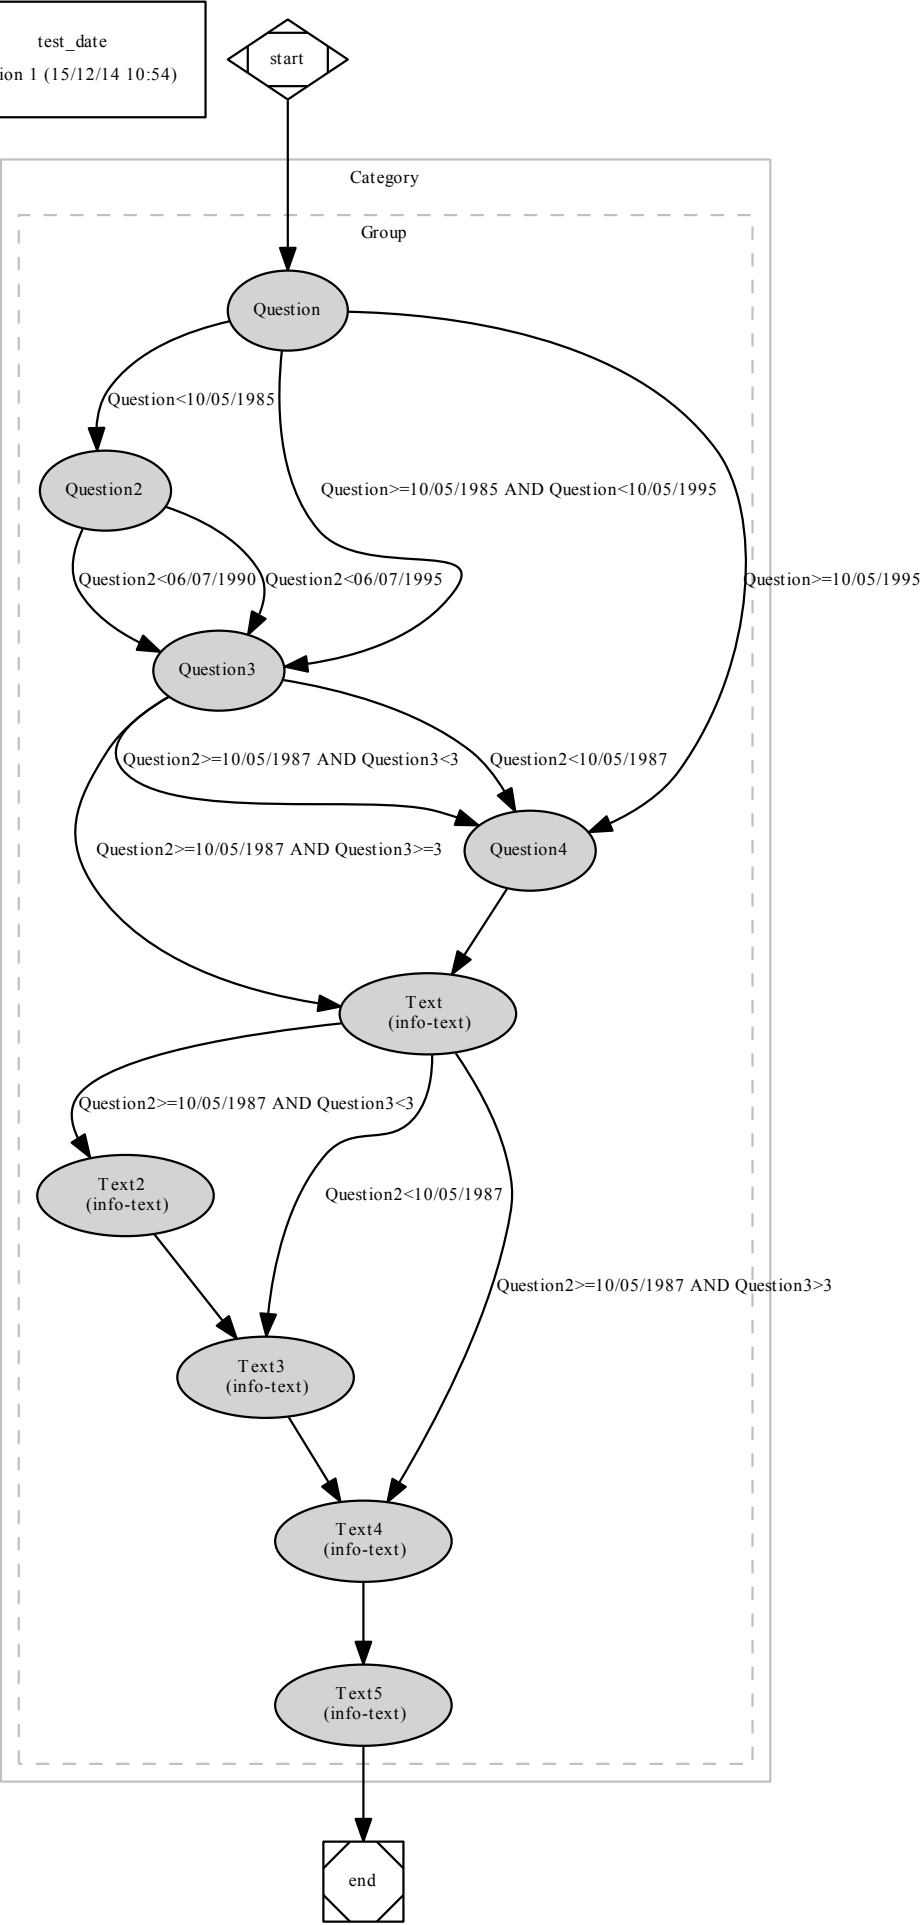 test_date
ion 1 (15/12/14 10:54)
start
Category
Group
Question
Question<10/05/1985
Question2
Question>=10/05/1985 AND Question<10/05/1995
Question2<06/07/1990
Question2<06/07/1995
Question>=10/05/1995
Question3
Question2>=10/05/1987 AND Question3<3
Question2<10/05/1987
Question2>=10/05/1987 AND Question3>=3
Question4
Text
(info-text)
Question2>=10/05/1987 AND Question3<3
Text2
(info-text)
Question2<10/05/1987
Question2>=10/05/1987 AND Question3>3
Text3
(info-text)
Text4
(info-text)
Text5
(info-text)
end